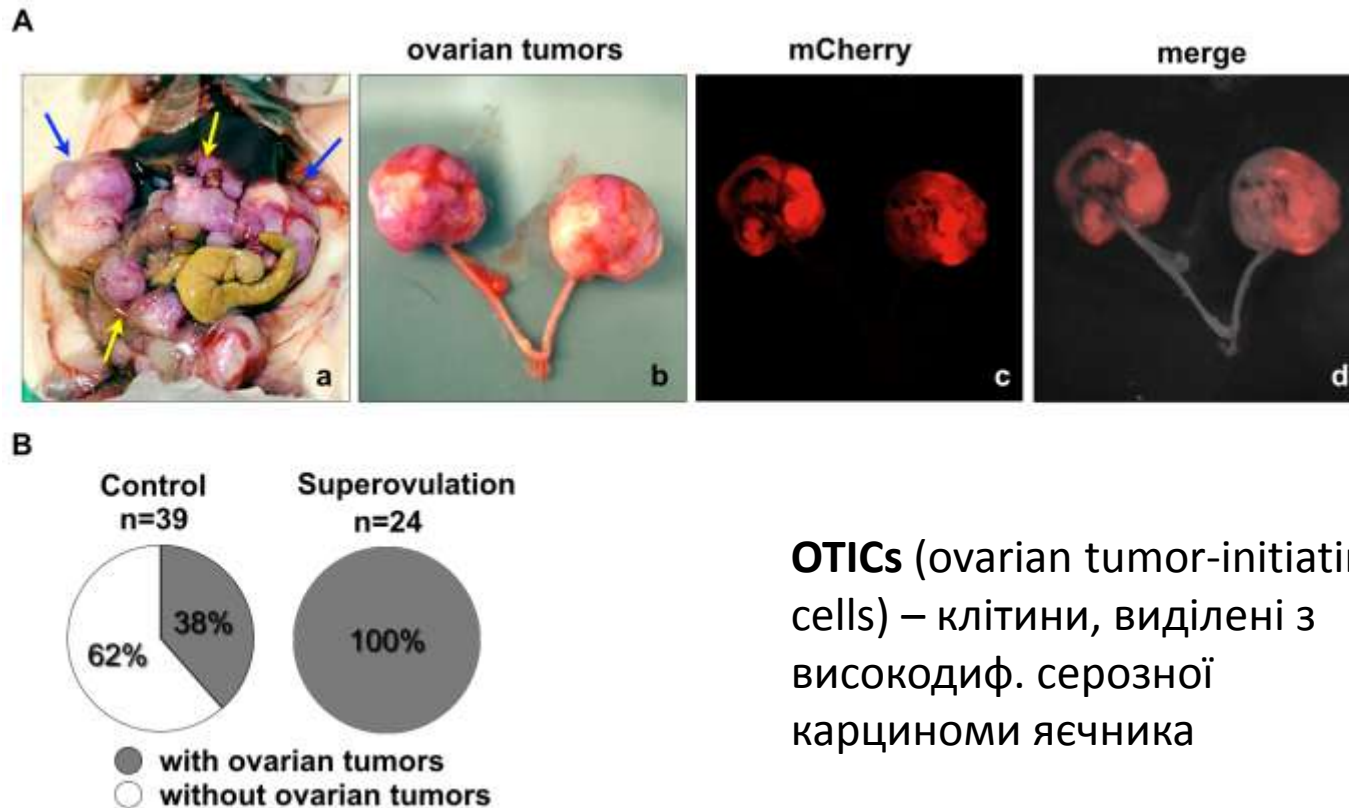 A
ovarian tumors
mCherry
merge
a
b
c
d
B
Control
n=39
Superovulation
n=24
38%
62%
100%
with ovarian tumors
without ovarian tumors
OTICs (ovarian tumor-initiatin
cells) – клітини, виділені з
високодиф. серозної
карциноми яєчника